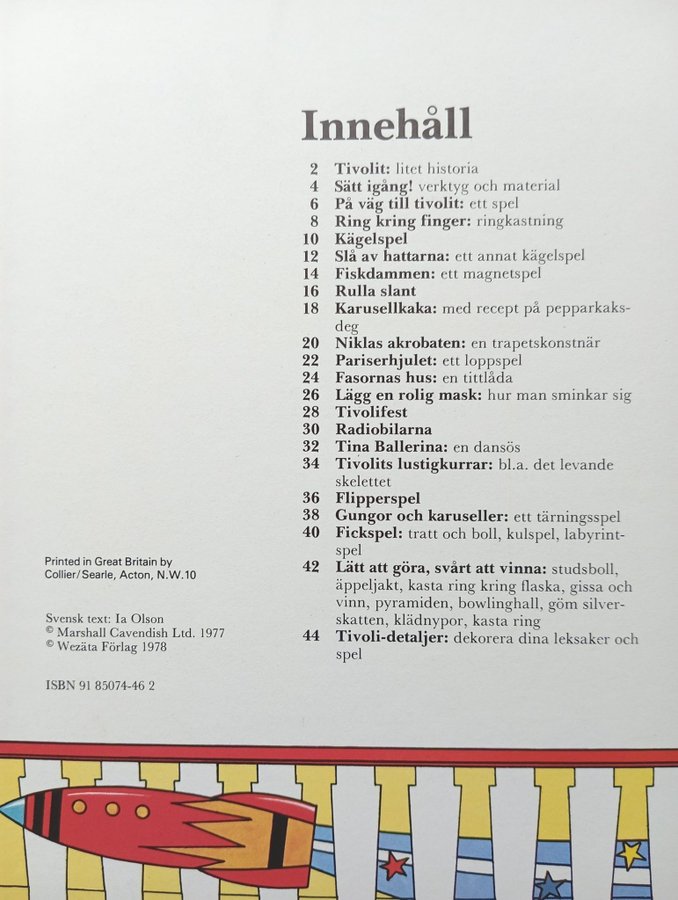 Innehåll
2 Tivolit: litet historia
4 Sätt igång! verktyg och material
6 På väg till tivolit: ett spel
8 Ring kring finger: ringkastning
10 Kägelspel
12 Slå av hattarna: ett annat kägelspel
14 Fiskdammen: ett magnetspel
16 Rulla slant
18 Karusellkaka: med recept på pepparkaks-
deg
20 Niklas akrobaten: en trapetskonstnär
22 Pariserhjulet: ett loppspel
24 Fasornas hus: en tittlåda
26 Lägg en rolig mask: hur man sminkar sig
28 Tivolifest
30 Radiobilarna
32 Tina Ballerina: en dansös
34 Tivolits lustigkurrar: bl.a. det levande
skelettet
36 Flipperspel
38 Gungor och karuseller: ett tärningsspel
40 Fickspel: tratt och boll, kulspel, labyrint-
spel
42 Lätt att göra, svårt att vinna: studsboll,
äppeljakt, kasta ring kring flaska, gissa och
vinn, pyramiden, bowlinghall, göm silver-
skatten, klädnypor, kasta ring
44 Tivoli-detaljer: dekorera dina leksaker och
spel
Printed in Great Britain by
Collier/Searle, Acton, N.W.10
Svensk text: Ia Olson
© Marshall Cavendish Ltd. 1977
© Wezäta Förlag 1978
ISBN 91 85074-46 2